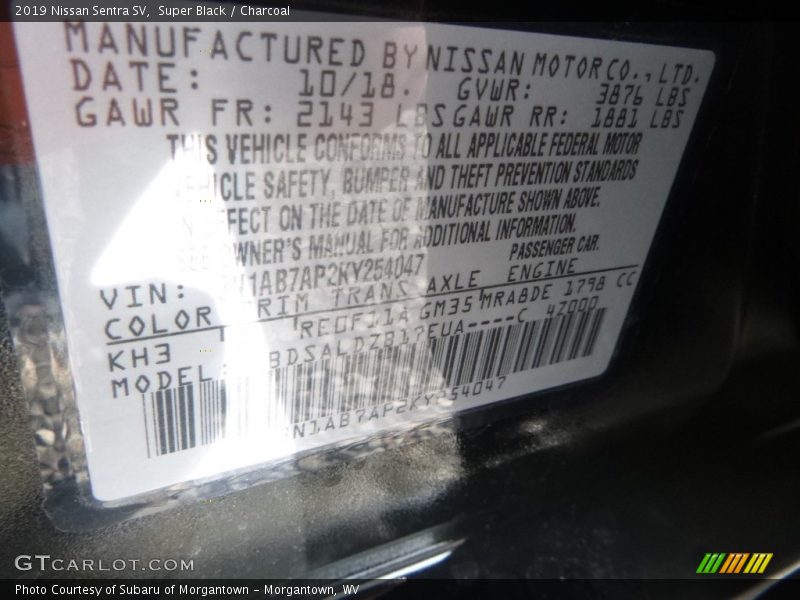 2019 Nissan Sentra SV, Super Black / Charcoal
MANUFACTURED BY NISSAN MOTOR CO., LTD.
DATE: 10/18. GVWR: 3876 LBS
GAWR FR: 2143 LBS GAWR RR: 1881 LBS
THIS VEHICLE CONFORMS TO ALL APPLICABLE FEDERAL MOTOR
VEHICLE SAFETY, BUMPER AND THEFT PREVENTION STANDARDS
IN EFFECT ON THE DATE OF MANUFACTURE SHOWN ABOVE.
SEE OWNER'S MANUAL FOR ADDITIONAL INFORMATION.
VIN: 3N1AB7AP2KY254047 PASSENGER CAR.
COLOR TRIM TRANS AXLE ENGINE
KH3 RE0F11A GM35 MRA8DE 1798 CC
MODEL: BDSALDZB17EUA----C 4Z000
3N1AB7AP2KY254047
GTCARLOT.COM
Photo Courtesy of Subaru of Morgantown - Morgantown, WV